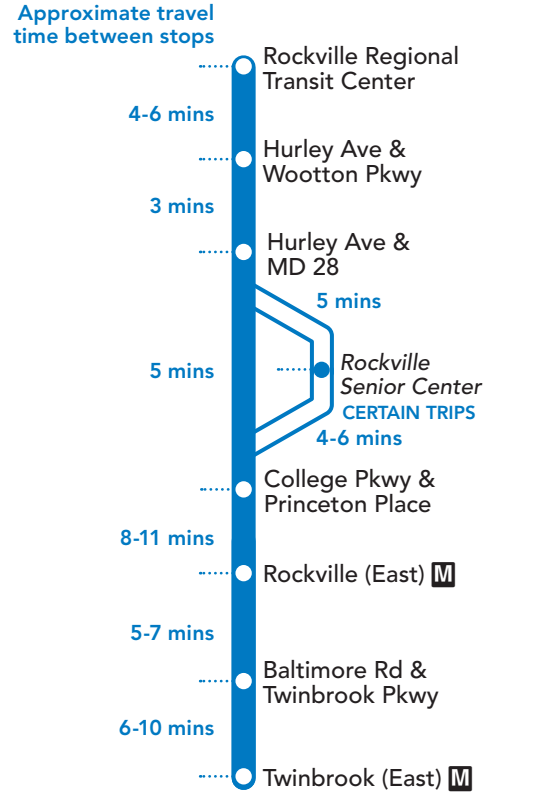 Approximate travel
time between stops
Rockville Regional
Transit Center
4-6 mins
Hurley Ave &
Wootton Pkwy
3 mins
Hurley Ave &
MD 28
5 mins
5 mins
Rockville
Senior Center
CERTAIN TRIPS
4-6 mins
College Pkwy &
Princeton Place
8-11 mins
Rockville (East) M
5-7 mins
Baltimore Rd &
Twinbrook Pkwy
6-10 mins
Twinbrook (East) M